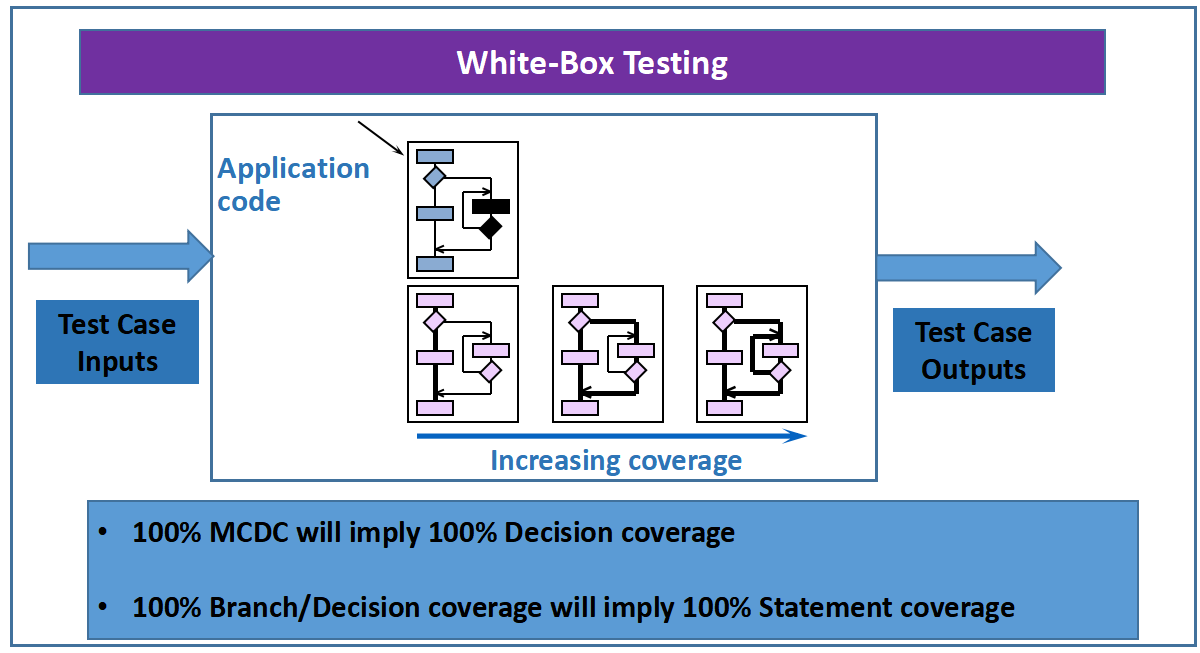 White-Box Testing
Application
code
Test Case
Inputs
Test Case
Outputs
Increasing coverage
• 100% MCDC will imply 100% Decision coverage
• 100% Branch/Decision coverage will imply 100% Statement coverage